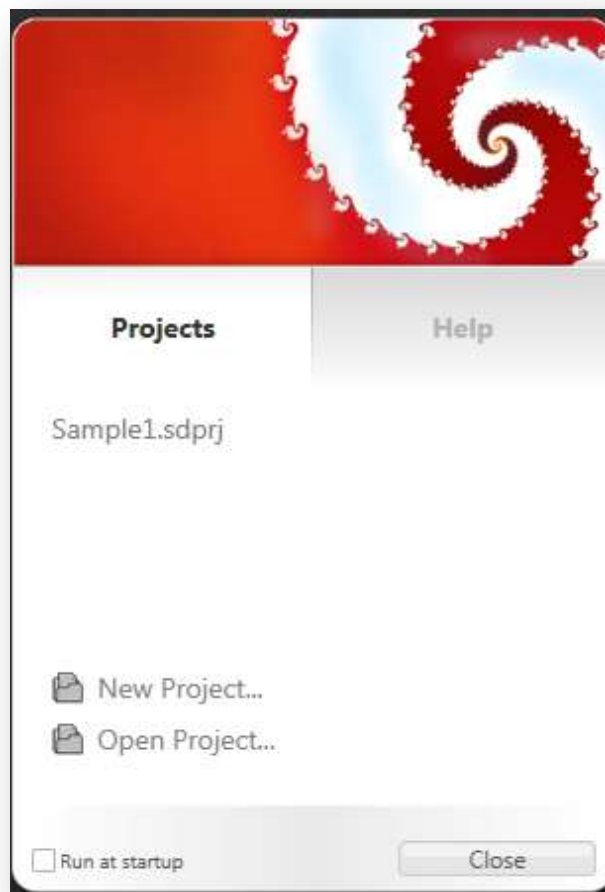 Projects Help
Sample1.sdprj
New Project...
Open Project...
Run at startup Close